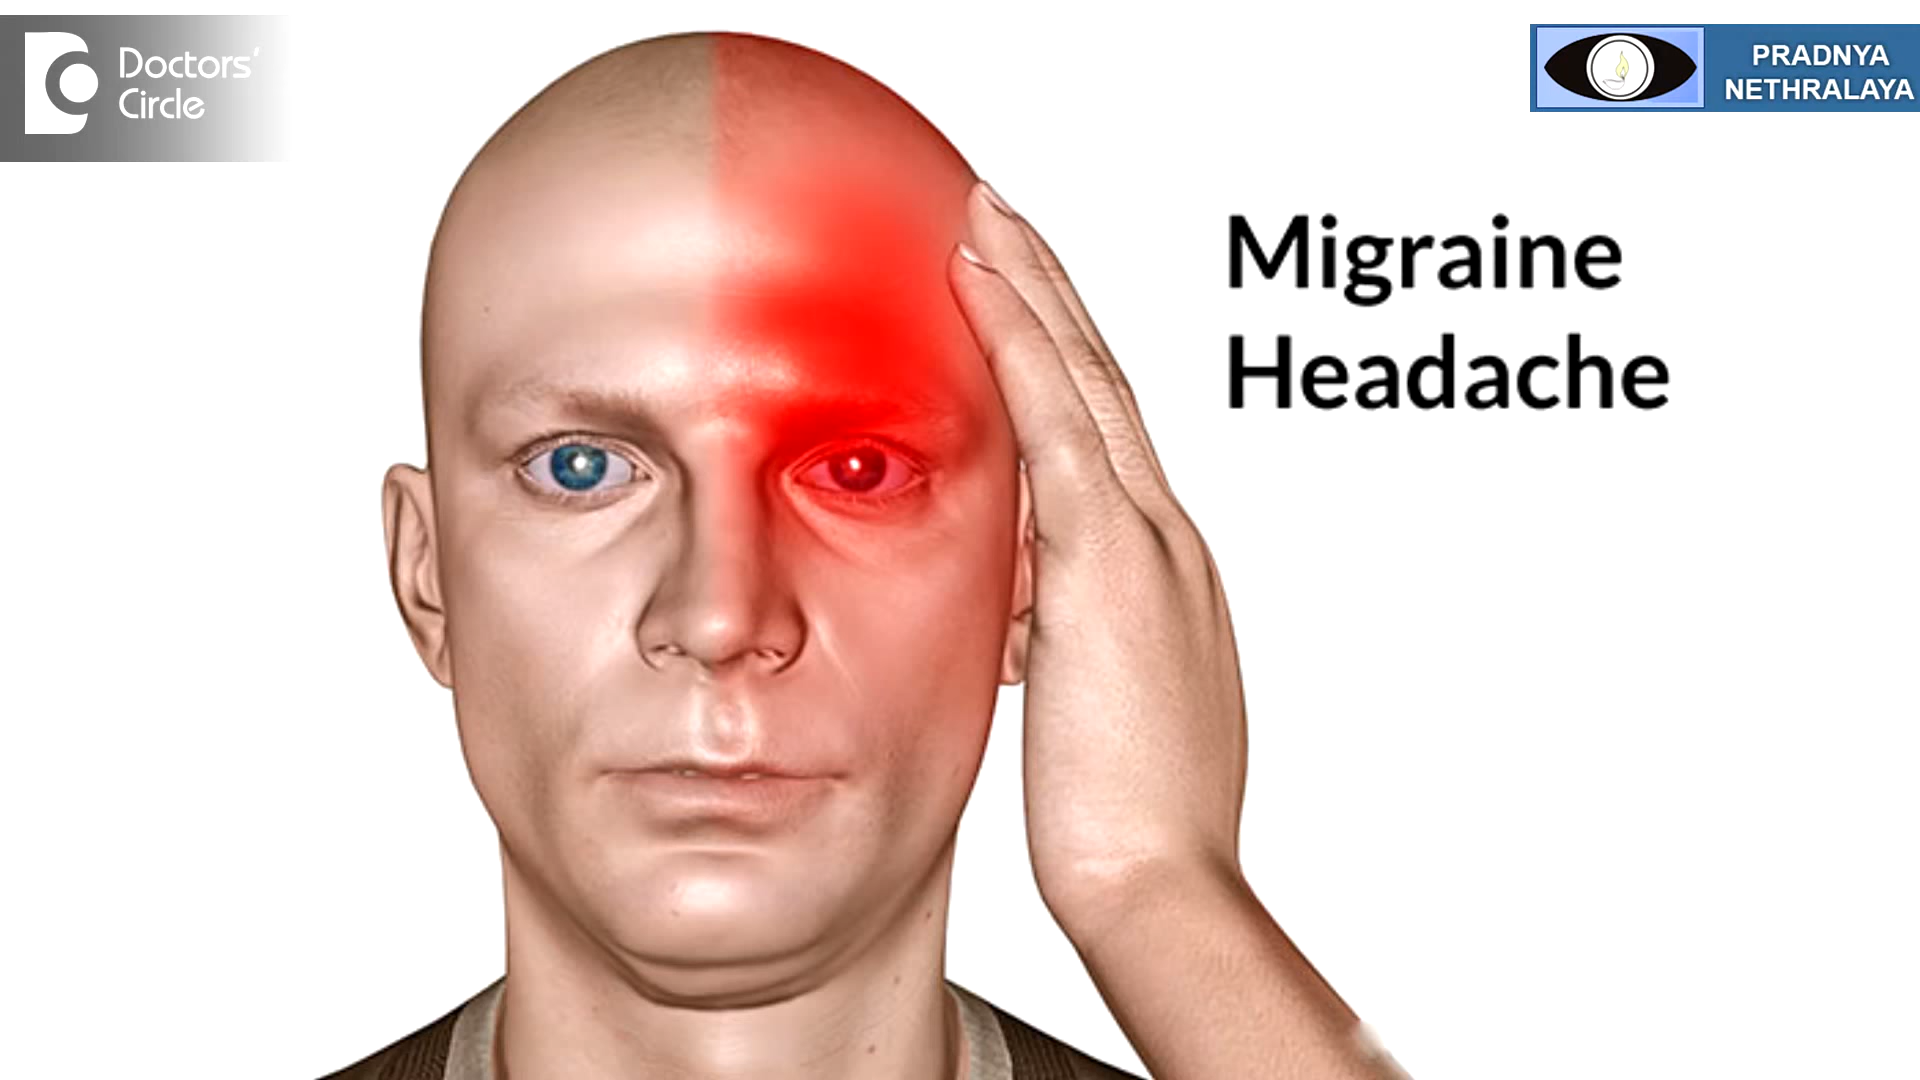 Doctors'
Circle
PRADNYA
NETHRALAYA
Migraine
Headache